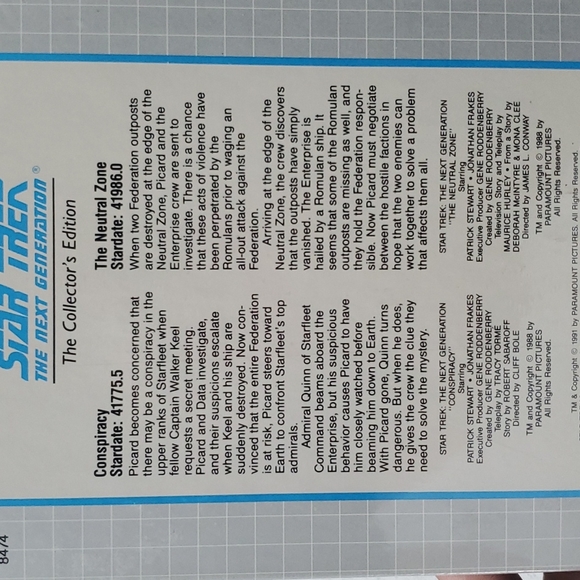 STAR TREK
THE NEXT GENERATION®
The Collector's Edition
Conspiracy
Stardate: 41775.5
Picard becomes concerned that
there may be a conspiracy in the
upper ranks of Starfleet when
fellow Captain Walker Keel
requests a secret meeting.
Picard and Data investigate,
and their suspicions escalate
when Keel and his ship are
suddenly destroyed. Now con-
vinced that the entire Federation
is at risk, Picard steers toward
Earth to confront Starfleet's top
admirals.
Admiral Quinn of Starfleet
Command beams aboard the
Enterprise, but his suspicious
behavior causes Picard to have
him closely watched before
beaming him down to Earth.
With Picard gone, Quinn turns
dangerous. But when he does,
he gives the crew the clue they
need to solve the mystery.
STAR TREK: THE NEXT GENERATION
"CONSPIRACY"
Starring
PATRICK STEWART • JONATHAN FRAKES
Executive Producer GENE RODDENBERRY
Created by GENE RODDENBERRY
Teleplay by TRACY TORME
Story by ROBERT SABAROFF
Directed by CLIFF BOLE
TM and Copyright © 1988 by
PARAMOUNT PICTURES
All Rights Reserved.
The Neutral Zone
Stardate: 41986.0
When two Federation outposts
are destroyed at the edge of the
Neutral Zone, Picard and the
Enterprise crew are sent to
investigate. There is a chance
that these acts of violence have
been perpetrated by the
Romulans prior to waging an
all-out attack against the
Federation.
Arriving at the edge of the
Neutral Zone, the crew discovers
that the outposts have simply
vanished. The Enterprise is
hailed by a Romulan ship. It
seems that some of the Romulan
outposts are missing as well, and
they hold the Federation respon-
sible. Now Picard must negotiate
between the hostile factions in
hope that the two enemies can
work together to solve a problem
that affects them all.
STAR TREK: THE NEXT GENERATION
"THE NEUTRAL ZONE"
Starring
PATRICK STEWART • JONATHAN FRAKES
Executive Producer GENE RODDENBERRY
Created by GENE RODDENBERRY
Television Story and Teleplay by
MAURICE HURLEY • From a Story by
DEBORAH McINTYRE & MONA CLEE
Directed by JAMES L. CONWAY
TM and Copyright © 1988 by
PARAMOUNT PICTURES
All Rights Reserved.
TM & Copyright © 1991 by PARAMOUNT PICTURES. All Rights Reserved.
8474